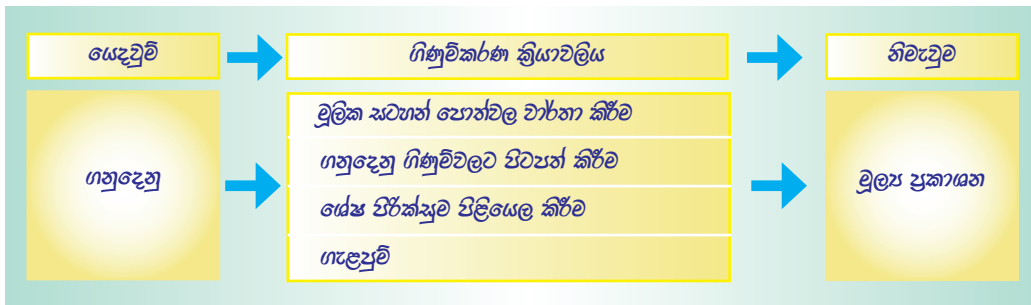 යෙදවුම්
ගිණුම්කරණ ක්‍රියාවලිය
නිමැවුම
ගනුදෙනු
මූලික සටහන් පොත්වල වාර්තා කිරීම
ගනුදෙනු ගිණුම්වලට පිටපත් කිරීම
ශේෂ පිරික්සුම පිළියෙල කිරීම
ගැළපුම්
මූල්‍ය ප්‍රකාශන